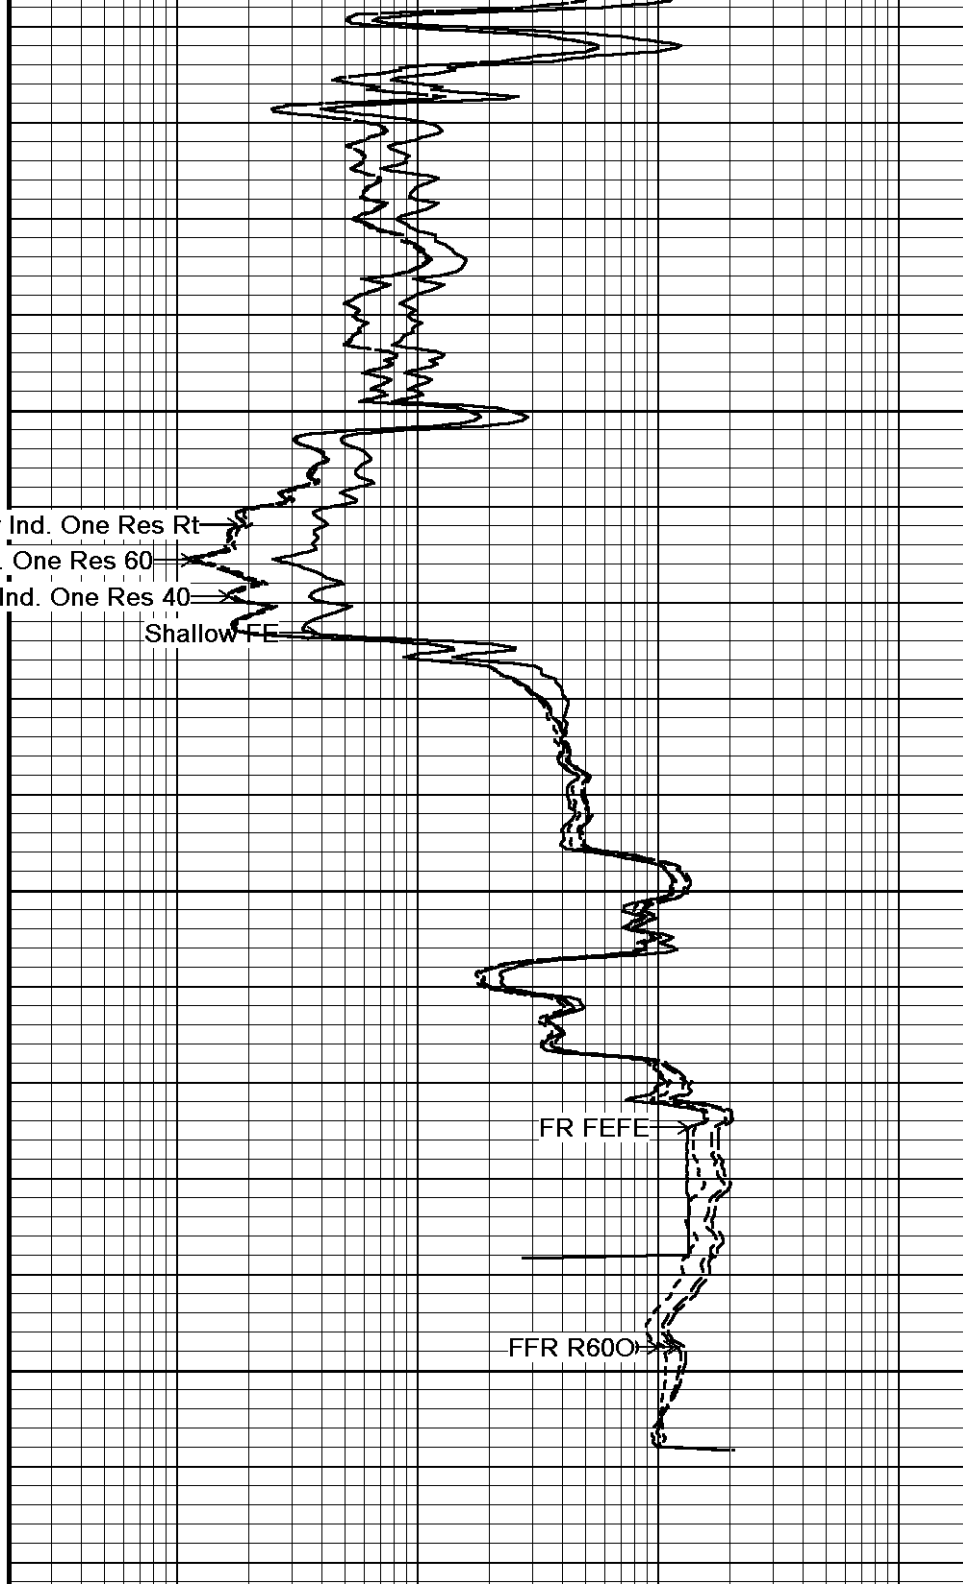 Ind. One Res Rt
. One Res 60
Ind. One Res 40
Shallow FE
FR FEFE
FFR R60O